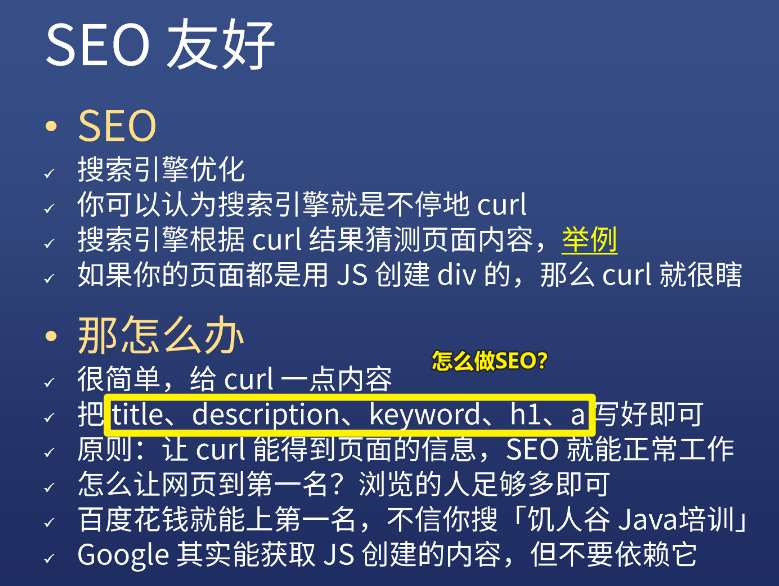 SEO 友好
• SEO
✓ 搜索引擎优化
✓ 你可以认为搜索引擎就是不停地 curl
✓ 搜索引擎根据 curl 结果猜测页面内容，举例
✓ 如果你的页面都是用 JS 创建 div 的，那么 curl 就很瞎
• 那怎么办
怎么做SEO？
✓ 很简单，给 curl 一点内容
✓ 把 title、description、keyword、h1、a 写好即可
✓ 原则：让 curl 能得到页面的信息，SEO 就能正常工作
✓ 怎么让网页到第一名？浏览的人足够多即可
✓ 百度花钱就能上第一名，不信你搜「饥人谷 Java培训」
✓ Google 其实能获取 JS 创建的内容，但不要依赖它